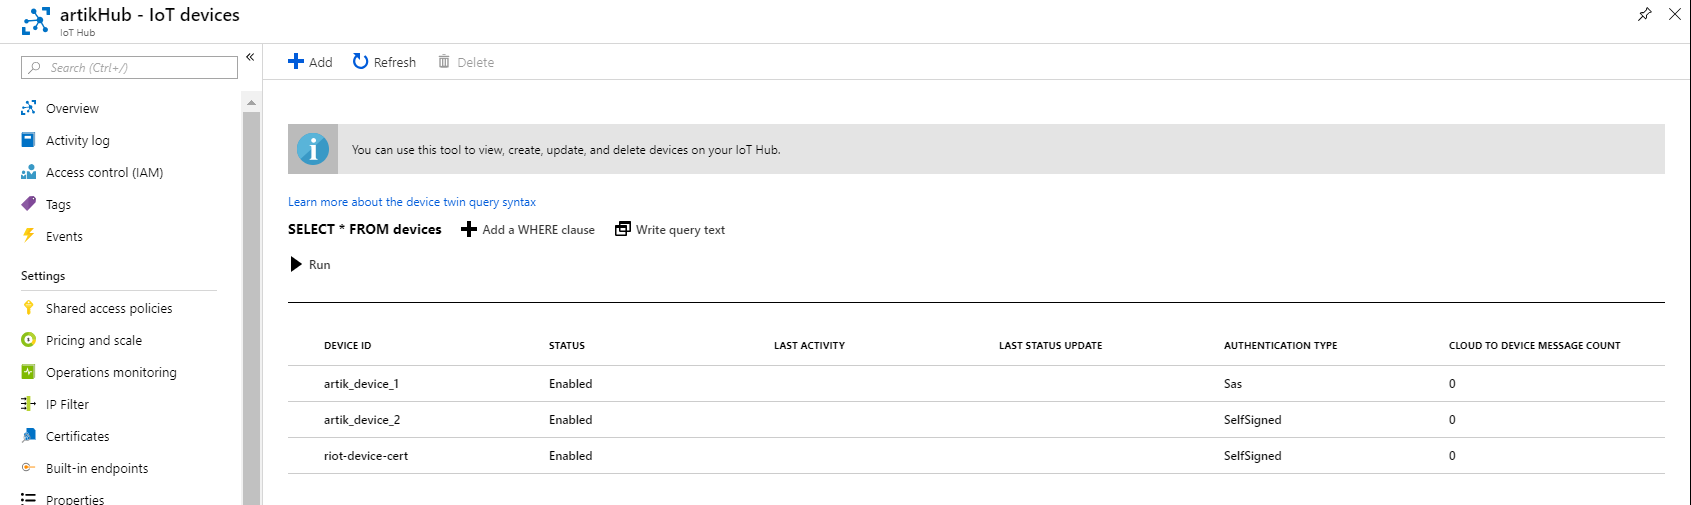 artikHub - IoT devices
IoT Hub
Search (Ctrl+/)
«
Overview
Activity log
Access control (IAM)
Tags
Events
Settings
Shared access policies
Pricing and scale
Operations monitoring
IP Filter
Certificates
Built-in endpoints
Properties
Add Refresh Delete
You can use this tool to view, create, update, and delete devices on your IoT Hub.
Learn more about the device twin query syntax
SELECT * FROM devices Add a WHERE clause Write query text
Run
DEVICE ID STATUS LAST ACTIVITY LAST STATUS UPDATE AUTHENTICATION TYPE CLOUD TO DEVICE MESSAGE COUNT
artik_device_1 Enabled Sas 0
artik_device_2 Enabled SelfSigned 0
riot-device-cert Enabled SelfSigned 0